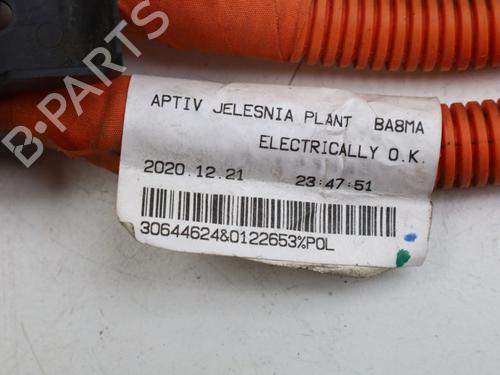 APTIV JELESNIA PLANT BA8MA
ELECTRICALLY O.K.
2020.12.21 23:47:51
30644624&0122653%POL
B-PARTS